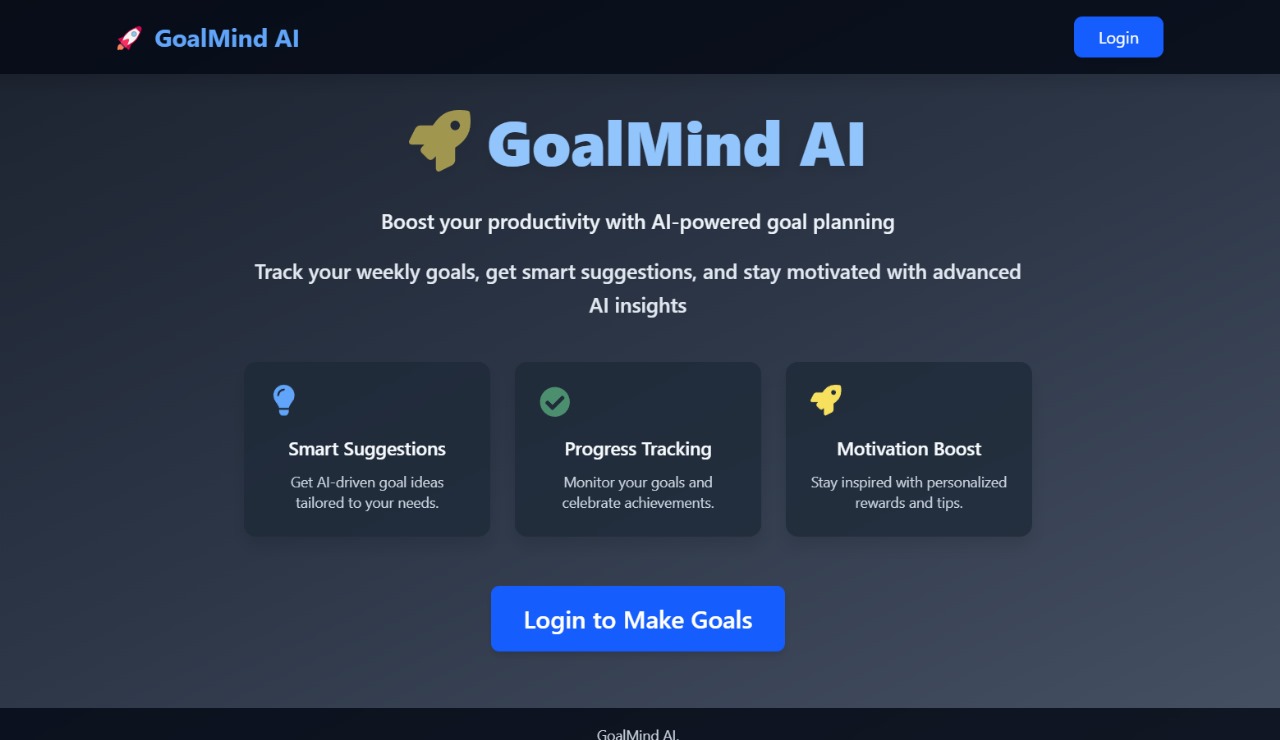 GoalMind AI
Login
GoalMind AI
Boost your productivity with AI-powered goal planning
Track your weekly goals, get smart suggestions, and stay motivated with advanced
AI insights
Smart Suggestions
Get AI-driven goal ideas
tailored to your needs.
Progress Tracking
Monitor your goals and
celebrate achievements.
Motivation Boost
Stay inspired with personalized
rewards and tips.
Login to Make Goals
GoalMind AI.